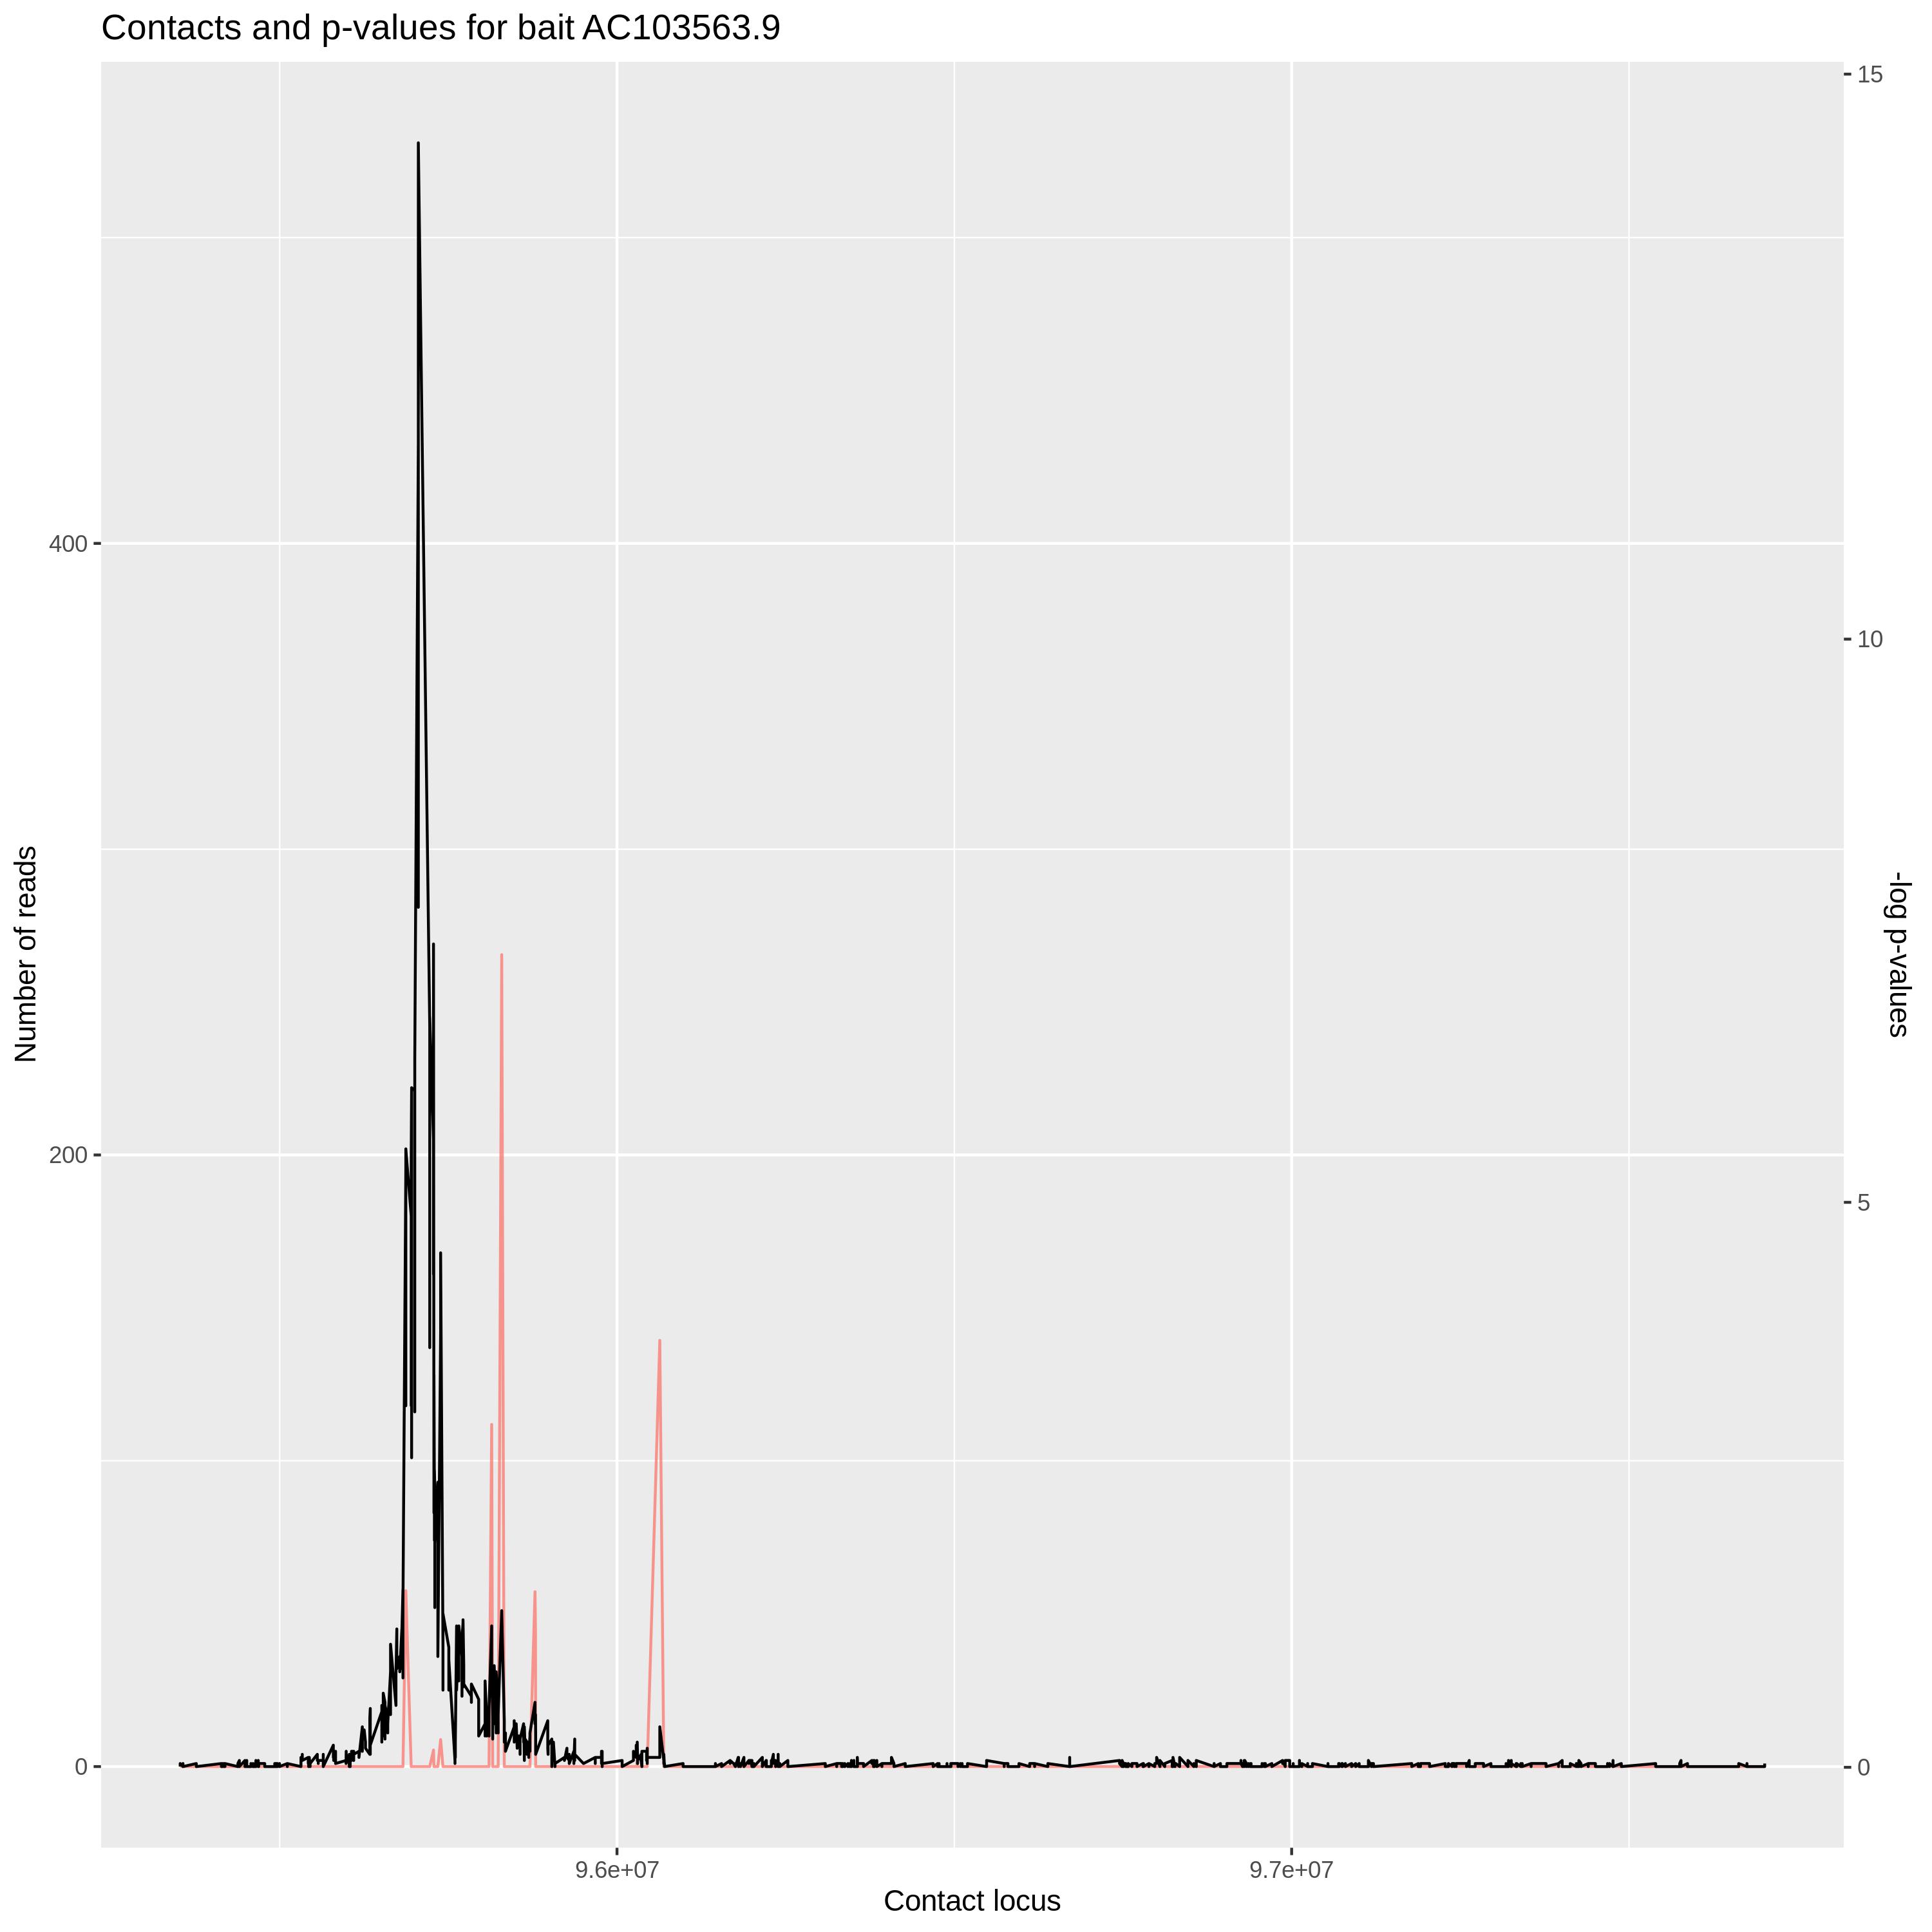 Contacts and p-values for bait AC103563.9
15
400
10
Number of reads
-log p-values
200
5
0
0
9.6e+07
9.7e+07
Contact locus